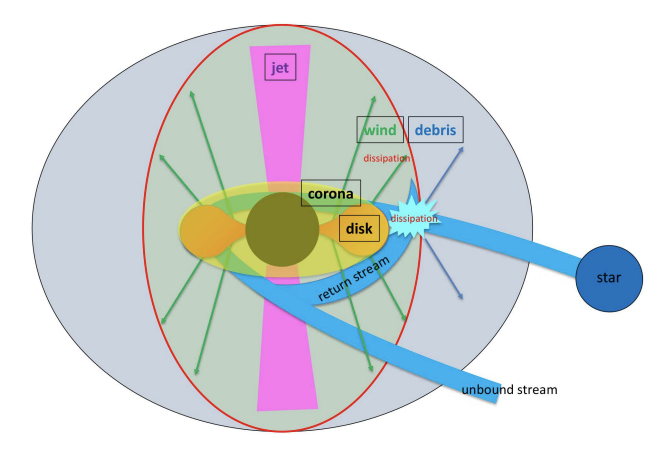 jet
wind
debris
dissipation
corona
dissipation
disk
return stream
star
unbound stream